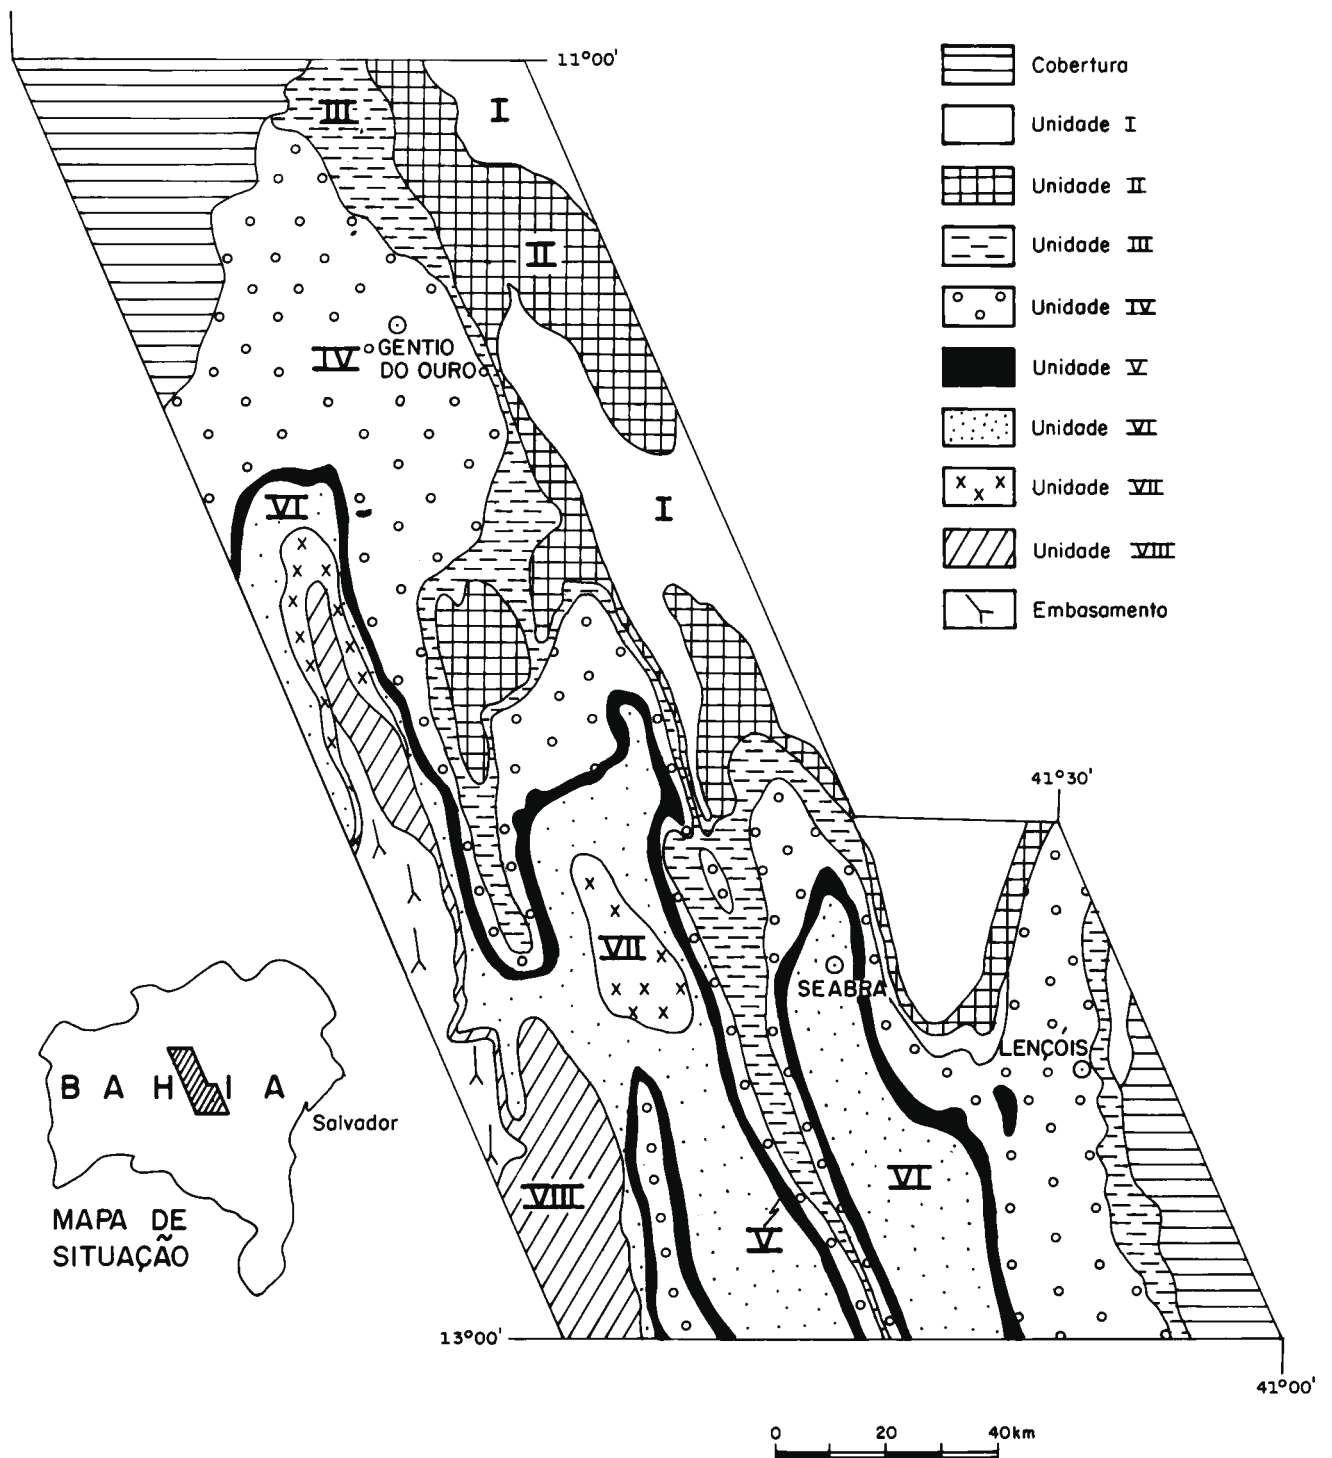 11°00'
III
I
II
GENTIO
DO OURO
IV
VI
I
VII
SEABRA
LENÇÓIS
VI
VIII
V
13°00'
41°30'
41°00'
Cobertura
Unidade I
Unidade II
Unidade III
Unidade IV
Unidade V
Unidade VI
Unidade VII
Unidade VIII
Embasamento
BAHIA
Salvador
MAPA DE
SITUAÇÃO
0 20 40km